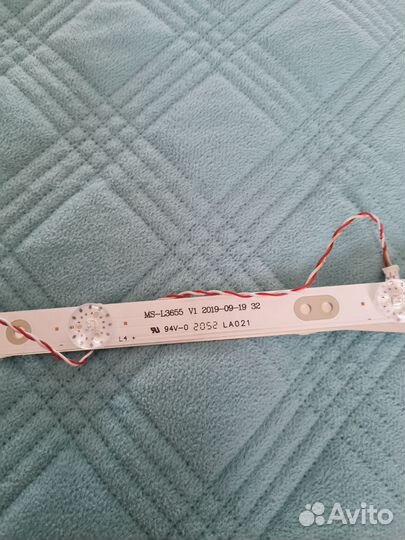 MS-L3655 V1 2019-09-19 32
94V-0 2052 LA021
L4 +
Avito